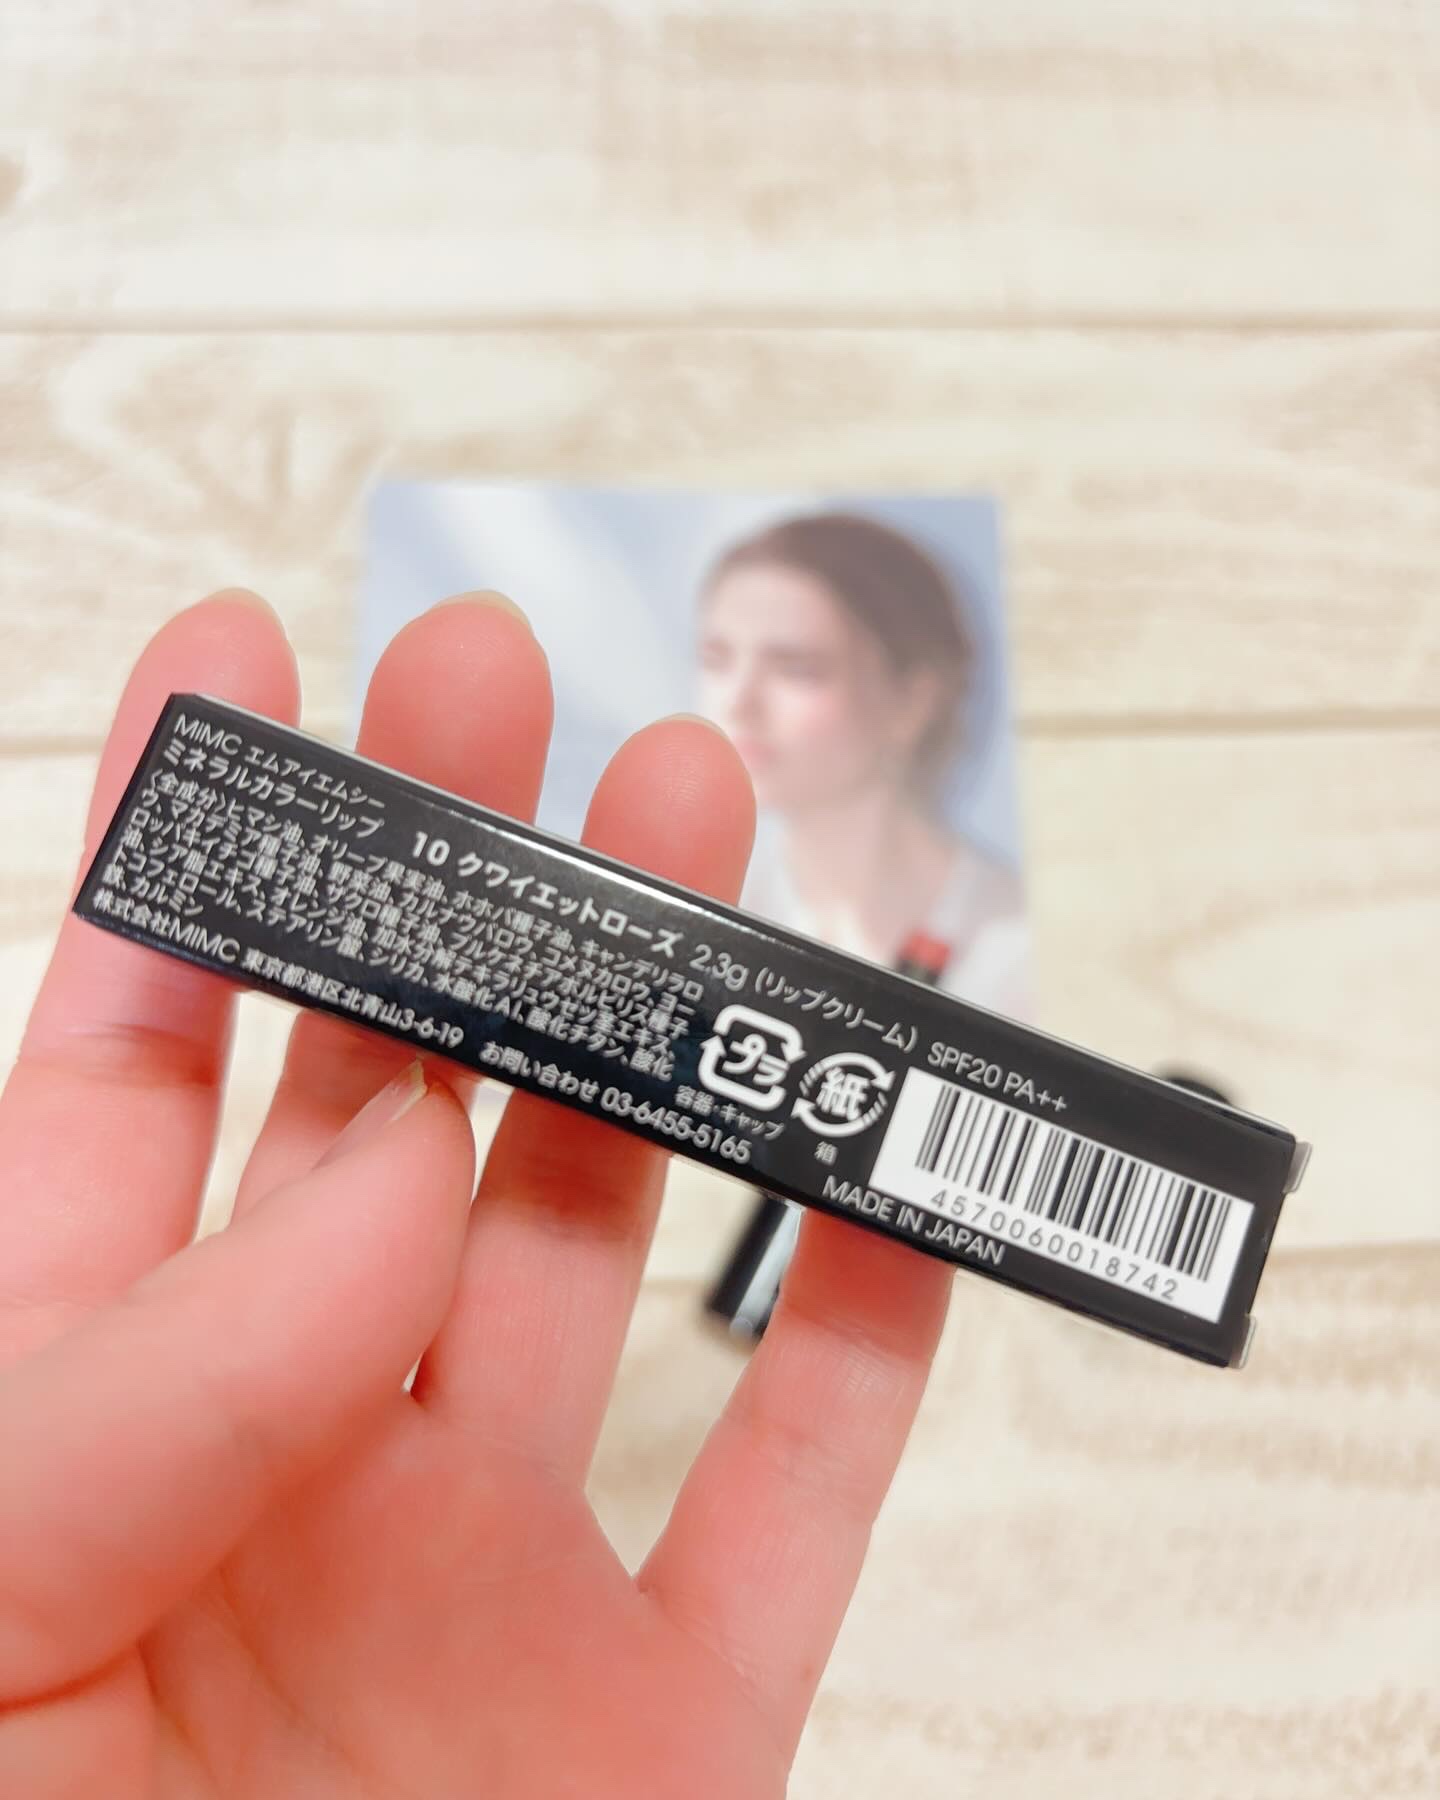 MiMC エムアイエムシー
ミネラルカラーリップ 10 クワイエットローズ 2.3g (リップクリーム) SPF20 PA++
〈全成分〉ヒマシ油、オリーブ果実油、ホホバ種子油、キャンデリラロ
ウ、マカデミア種子油、野菜油、カルナウバロウ、コメヌカロウ、ヨー
ロッパキイチゴ種子油、ザクロ種子油、プルケネチアボルビリス種子
油、シア脂エキス、オレンジ油、加水分解テキラリュウゼツ茎エキス、
トコフェロール、ステアリン酸、シリカ、水酸化Al、酸化チタン、酸化
鉄、カルミン
株式会社MIMC 東京都港区北青山3-6-19 お問い合わせ 03-6455-5165
プラ
容器・キャップ
紙
箱
MADE IN JAPAN
4570060018742